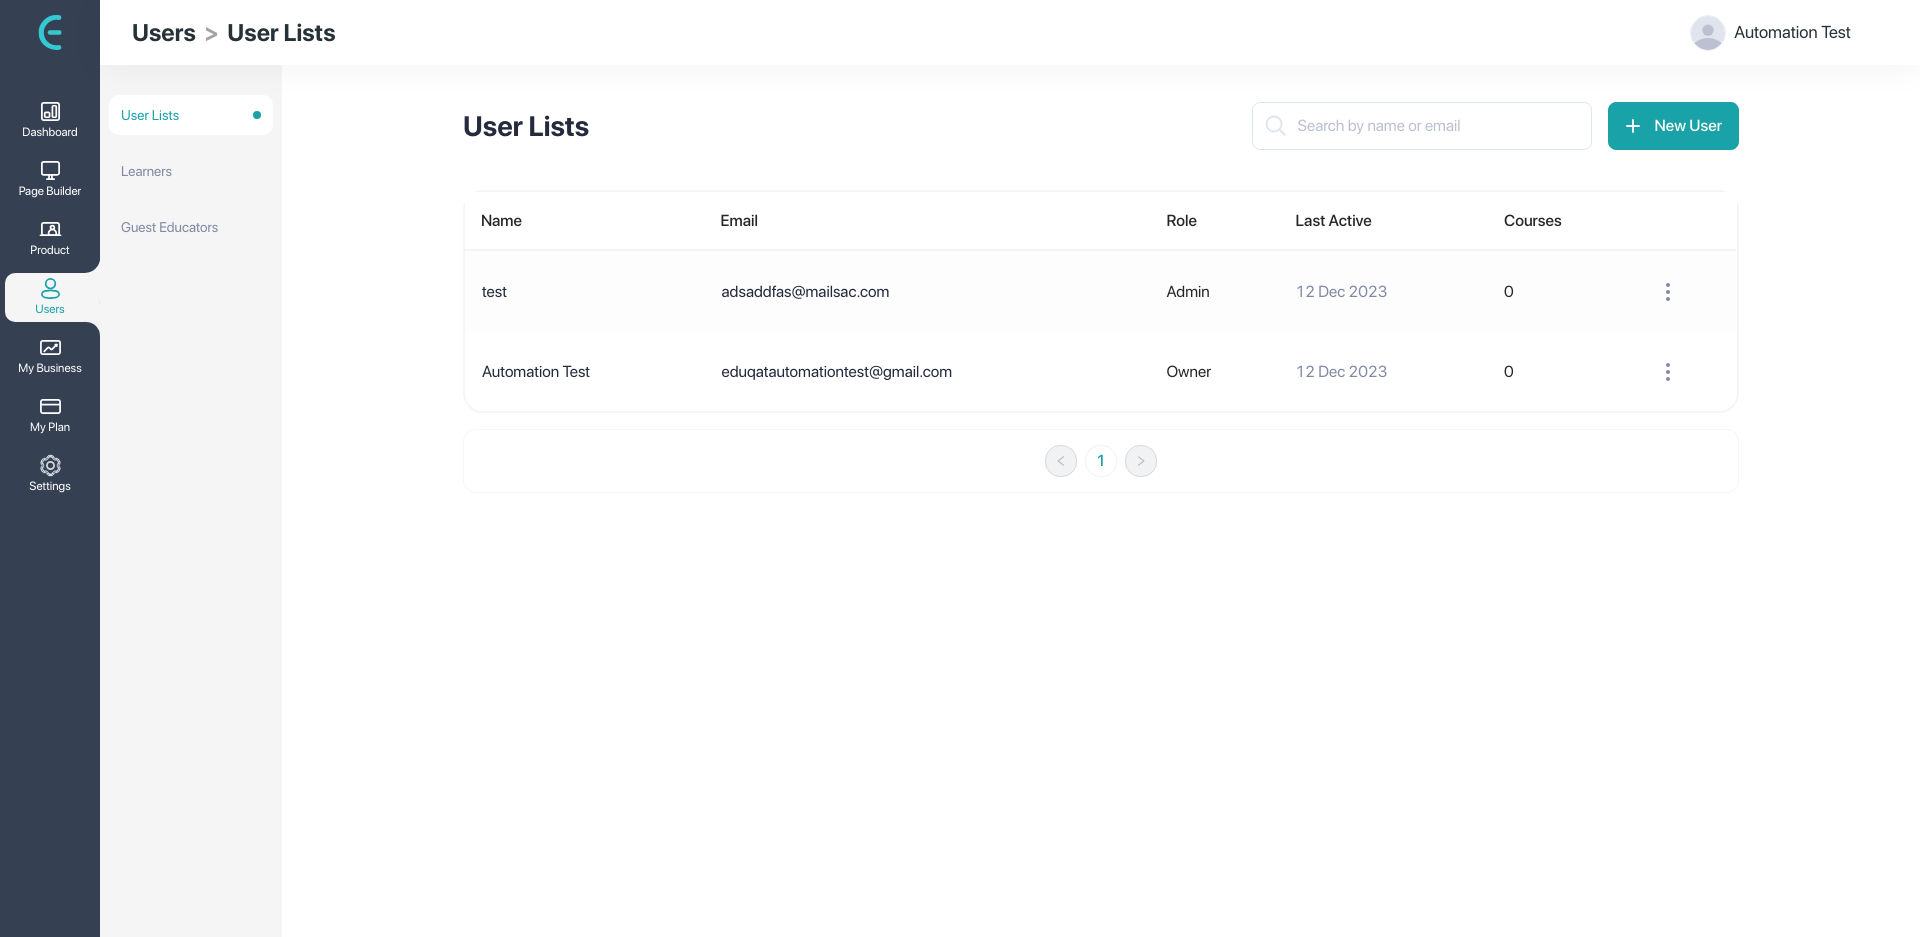 Users > User Lists
Automation Test
Dashboard
Page Builder
Product
Users
My Business
My Plan
Settings
User Lists
Learners
Guest Educators
User Lists
Search by name or email
+ New User
Name Email Role Last Active Courses
test adsaddfas@mailsac.com Admin 12 Dec 2023 0
Automation Test eduqatautomationtest@gmail.com Owner 12 Dec 2023 0
< 1 >